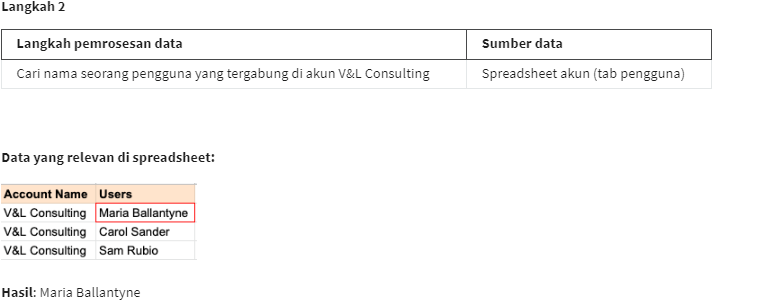 Langkah 2
Langkah pemrosesan data Sumber data
Cari nama seorang pengguna yang tergabung di akun V&L Consulting Spreadsheet akun (tab pengguna)
Data yang relevan di spreadsheet:
Account Name Users
V&L Consulting Maria Ballantyne
V&L Consulting Carol Sander
V&L Consulting Sam Rubio
Hasil: Maria Ballantyne